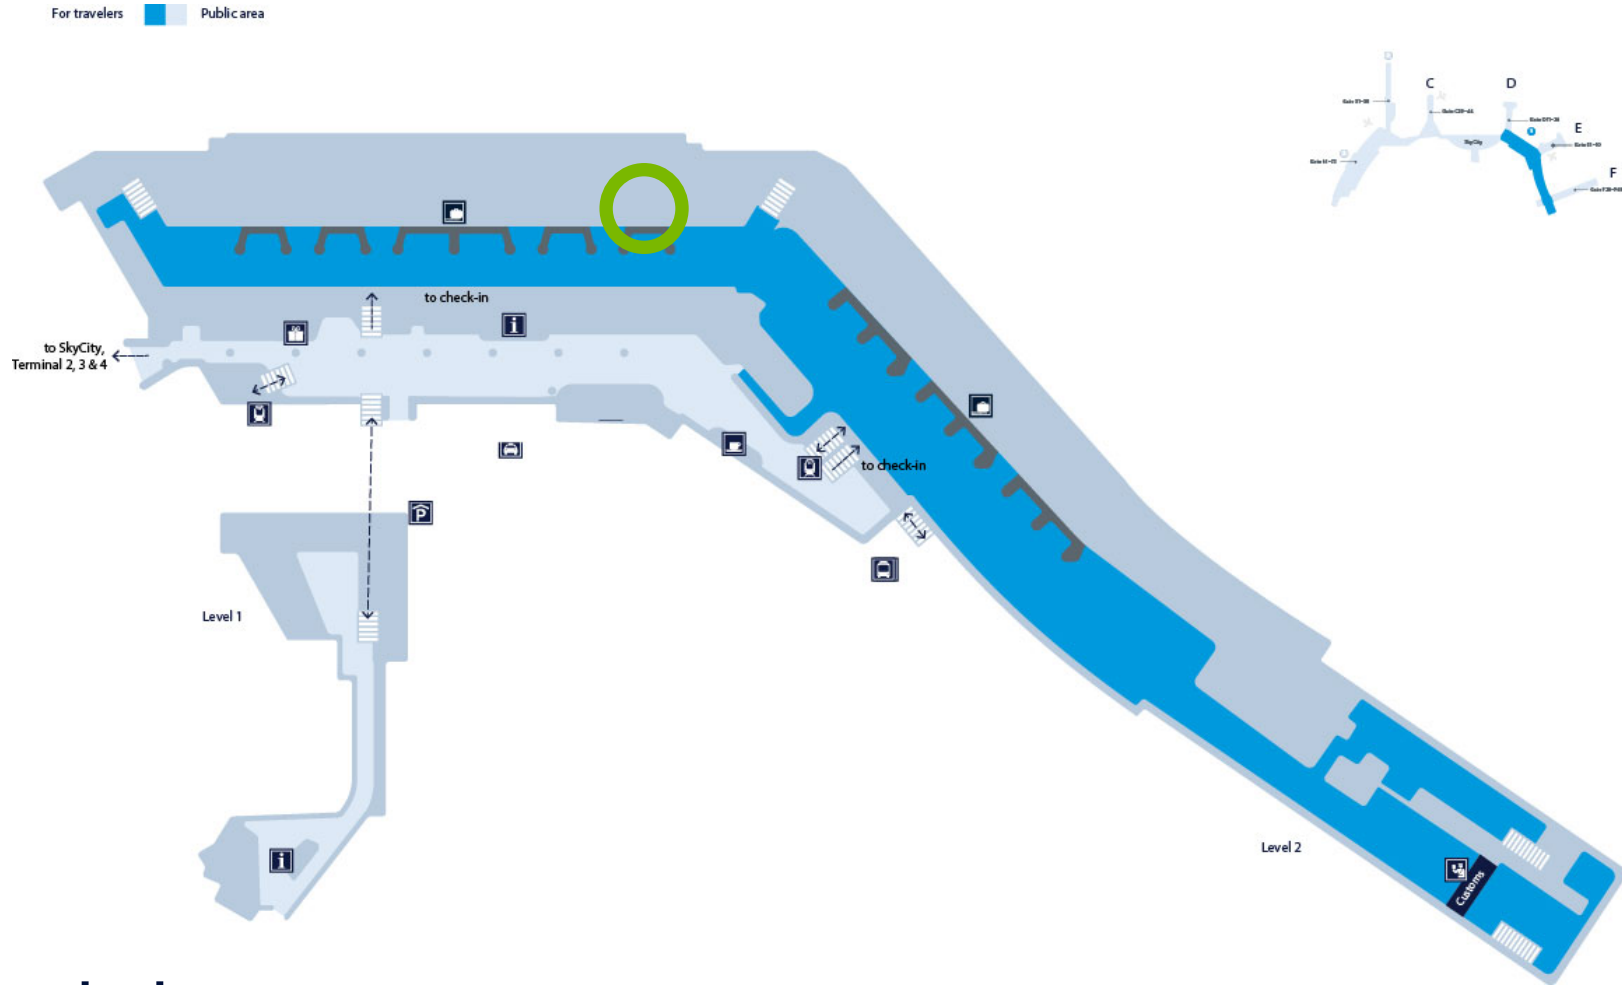 For travelers
Public area
C
D
E
F
SkyCity
to check-in
to SkyCity,
Terminal 2, 3 & 4
to check-in
P
Level 1
Level 2
Customs
i
i